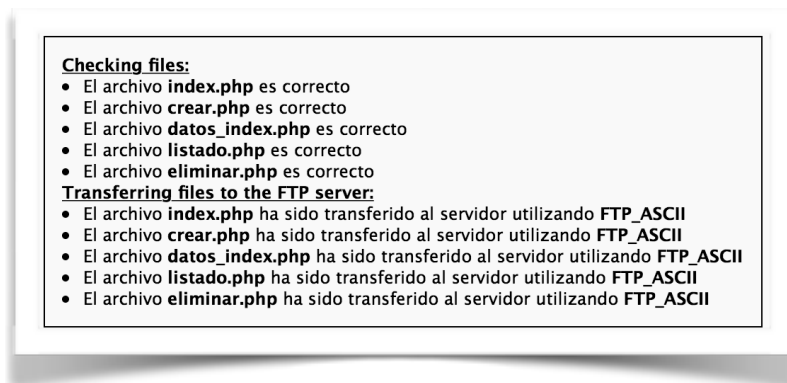 Checking files:
• El archivo index.php es correcto
• El archivo crear.php es correcto
• El archivo datos_index.php es correcto
• El archivo listado.php es correcto
• El archivo eliminar.php es correcto
Transferring files to the FTP server:
• El archivo index.php ha sido transferido al servidor utilizando FTP_ASCII
• El archivo crear.php ha sido transferido al servidor utilizando FTP_ASCII
• El archivo datos_index.php ha sido transferido al servidor utilizando FTP_ASCII
• El archivo listado.php ha sido transferido al servidor utilizando FTP_ASCII
• El archivo eliminar.php ha sido transferido al servidor utilizando FTP_ASCII